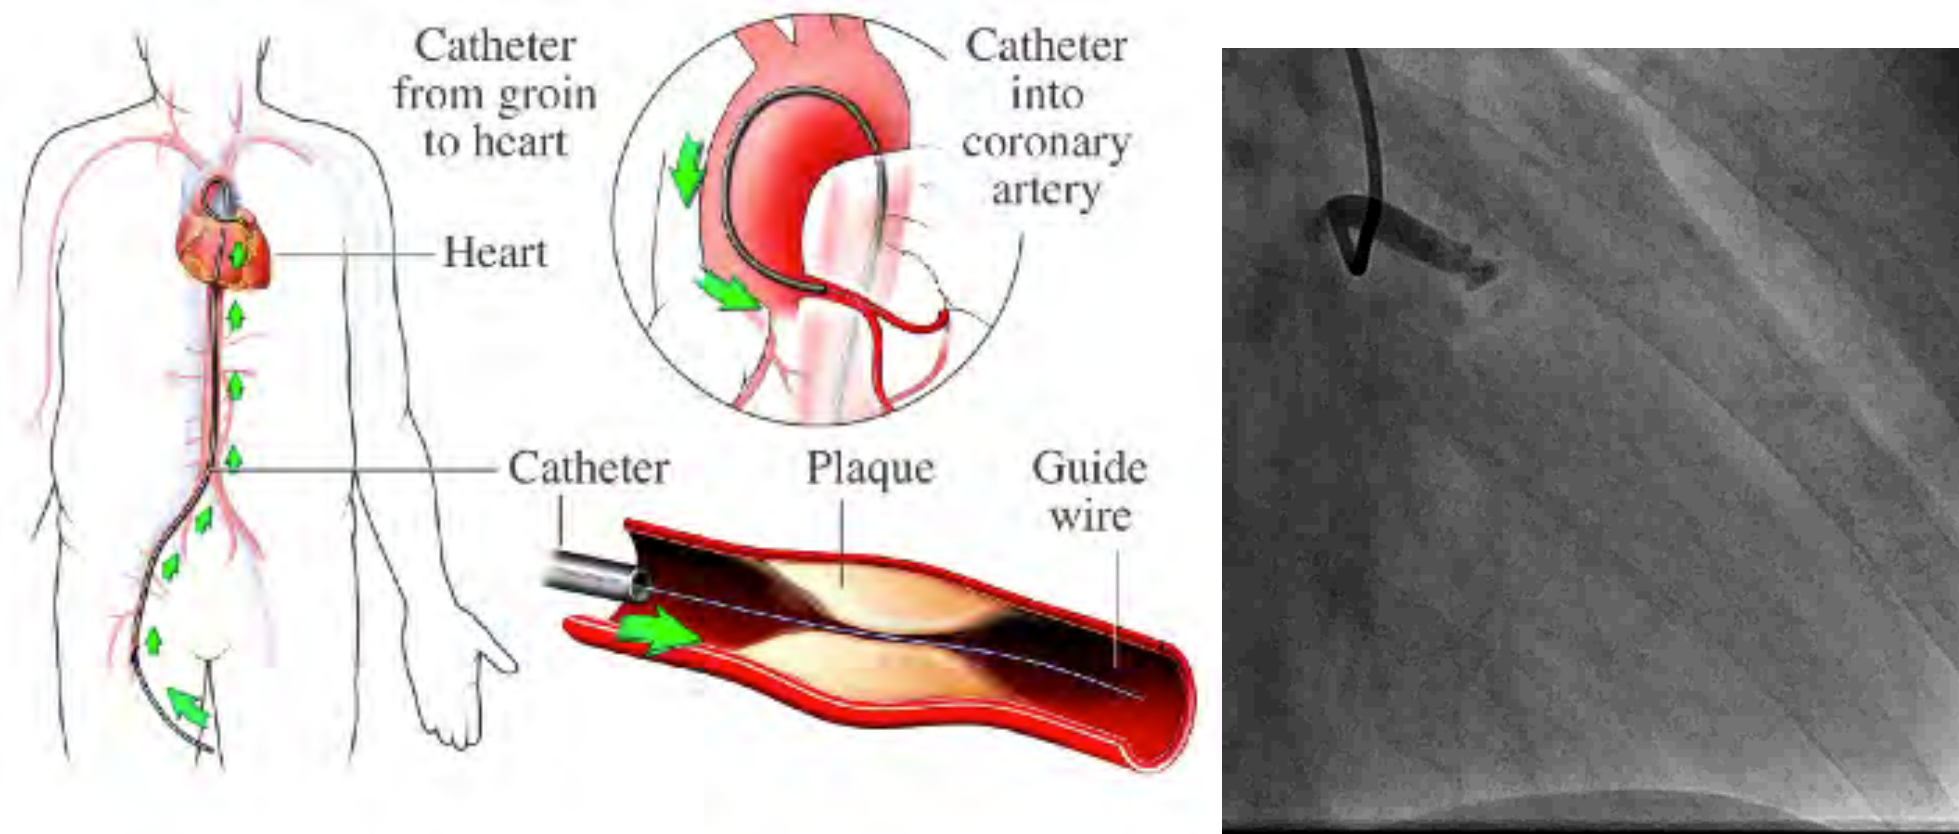 Catheter
from groin
to heart
Catheter
into
coronary
artery
Heart
Catheter
Plaque
Guide
wire